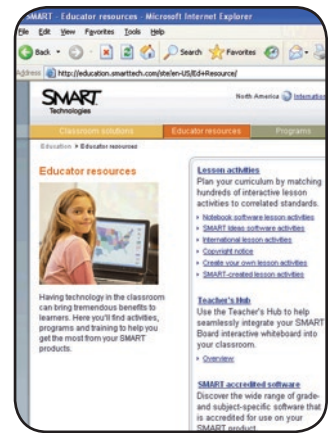 SMART - Educator resources - Microsoft Internet Explorer
File Edit View Favorites Tools Help
Back Search Favorites
Address http://education.smarttech.com/ste/en-US/Ed+Resource/
SMART
Technologies
North America
Classroom solutions Educator resources Programs
Education > Educator resources
Educator resources
Having technology in the classroom
can bring tremendous benefits to
learners. Here you'll find activities,
programs and training to help you
get the most from your SMART
products.
Lesson activities
Plan your curriculum by matching
hundreds of interactive lesson
activities to correlated standards.
Notebook software lesson activities
SMART Ideas software activities
International lesson activities
Copyright notice
Create your own lesson activities
SMART-created lesson activities
Teacher's Hub
Use the Teacher's Hub to help
seamlessly integrate your SMART
Board interactive whiteboard into
your classroom.
Overview
SMART accredited software
Discover the wide range of grade-
and subject-specific software that
is accredited for use on your
SMART product.